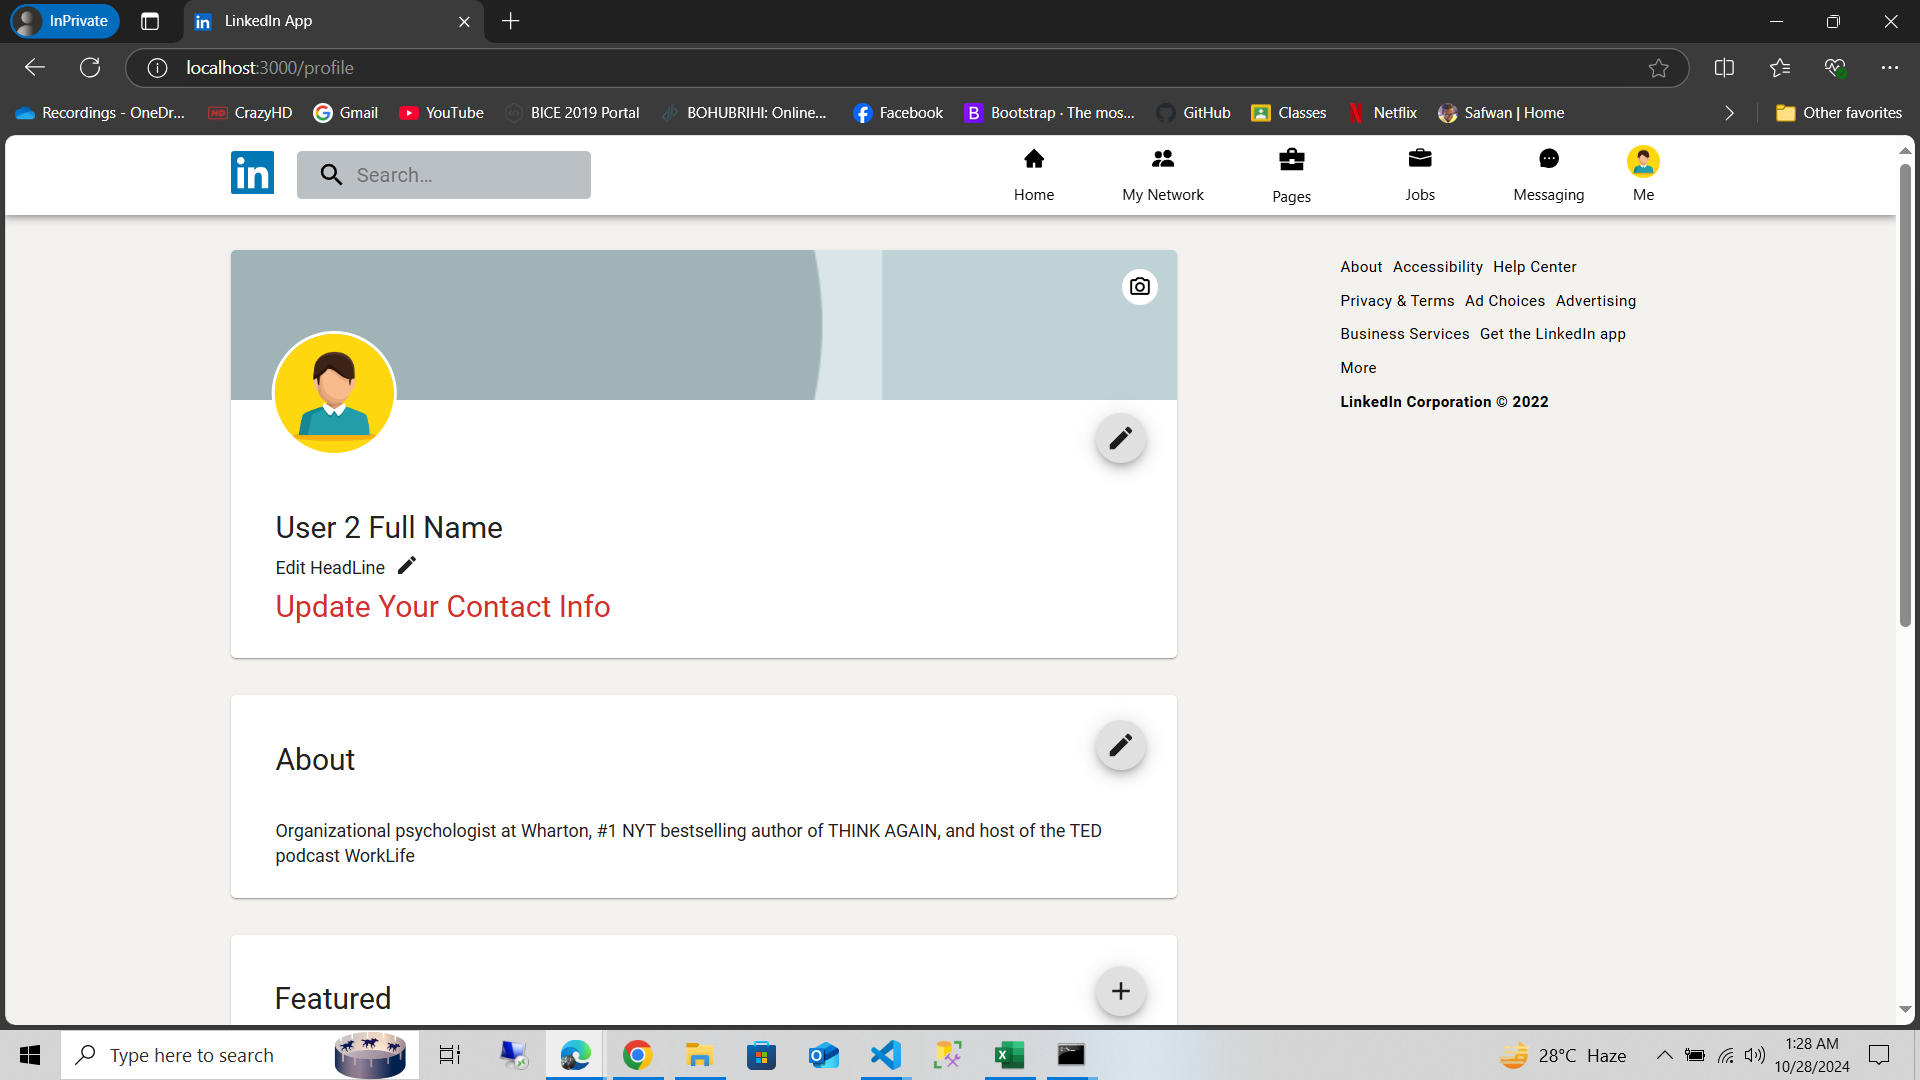 InPrivate
LinkedIn App
localhost:3000/profile
Recordings - OneDr...
CrazyHD
Gmail
YouTube
BICE 2019 Portal
BOHUBRIHI: Online...
Facebook
Bootstrap · The mos...
GitHub
Classes
Netflix
Safwan | Home
Other favorites
in
Search…
Home
My Network
Pages
Jobs
Messaging
Me
About Accessibility Help Center
Privacy & Terms Ad Choices Advertising
Business Services Get the LinkedIn app
More
LinkedIn Corporation © 2022
User 2 Full Name
Edit HeadLine
Update Your Contact Info
About
Organizational psychologist at Wharton, #1 NYT bestselling author of THINK AGAIN, and host of the TED
podcast WorkLife
Featured
Type here to search
28°C Haze
1:28 AM
10/28/2024